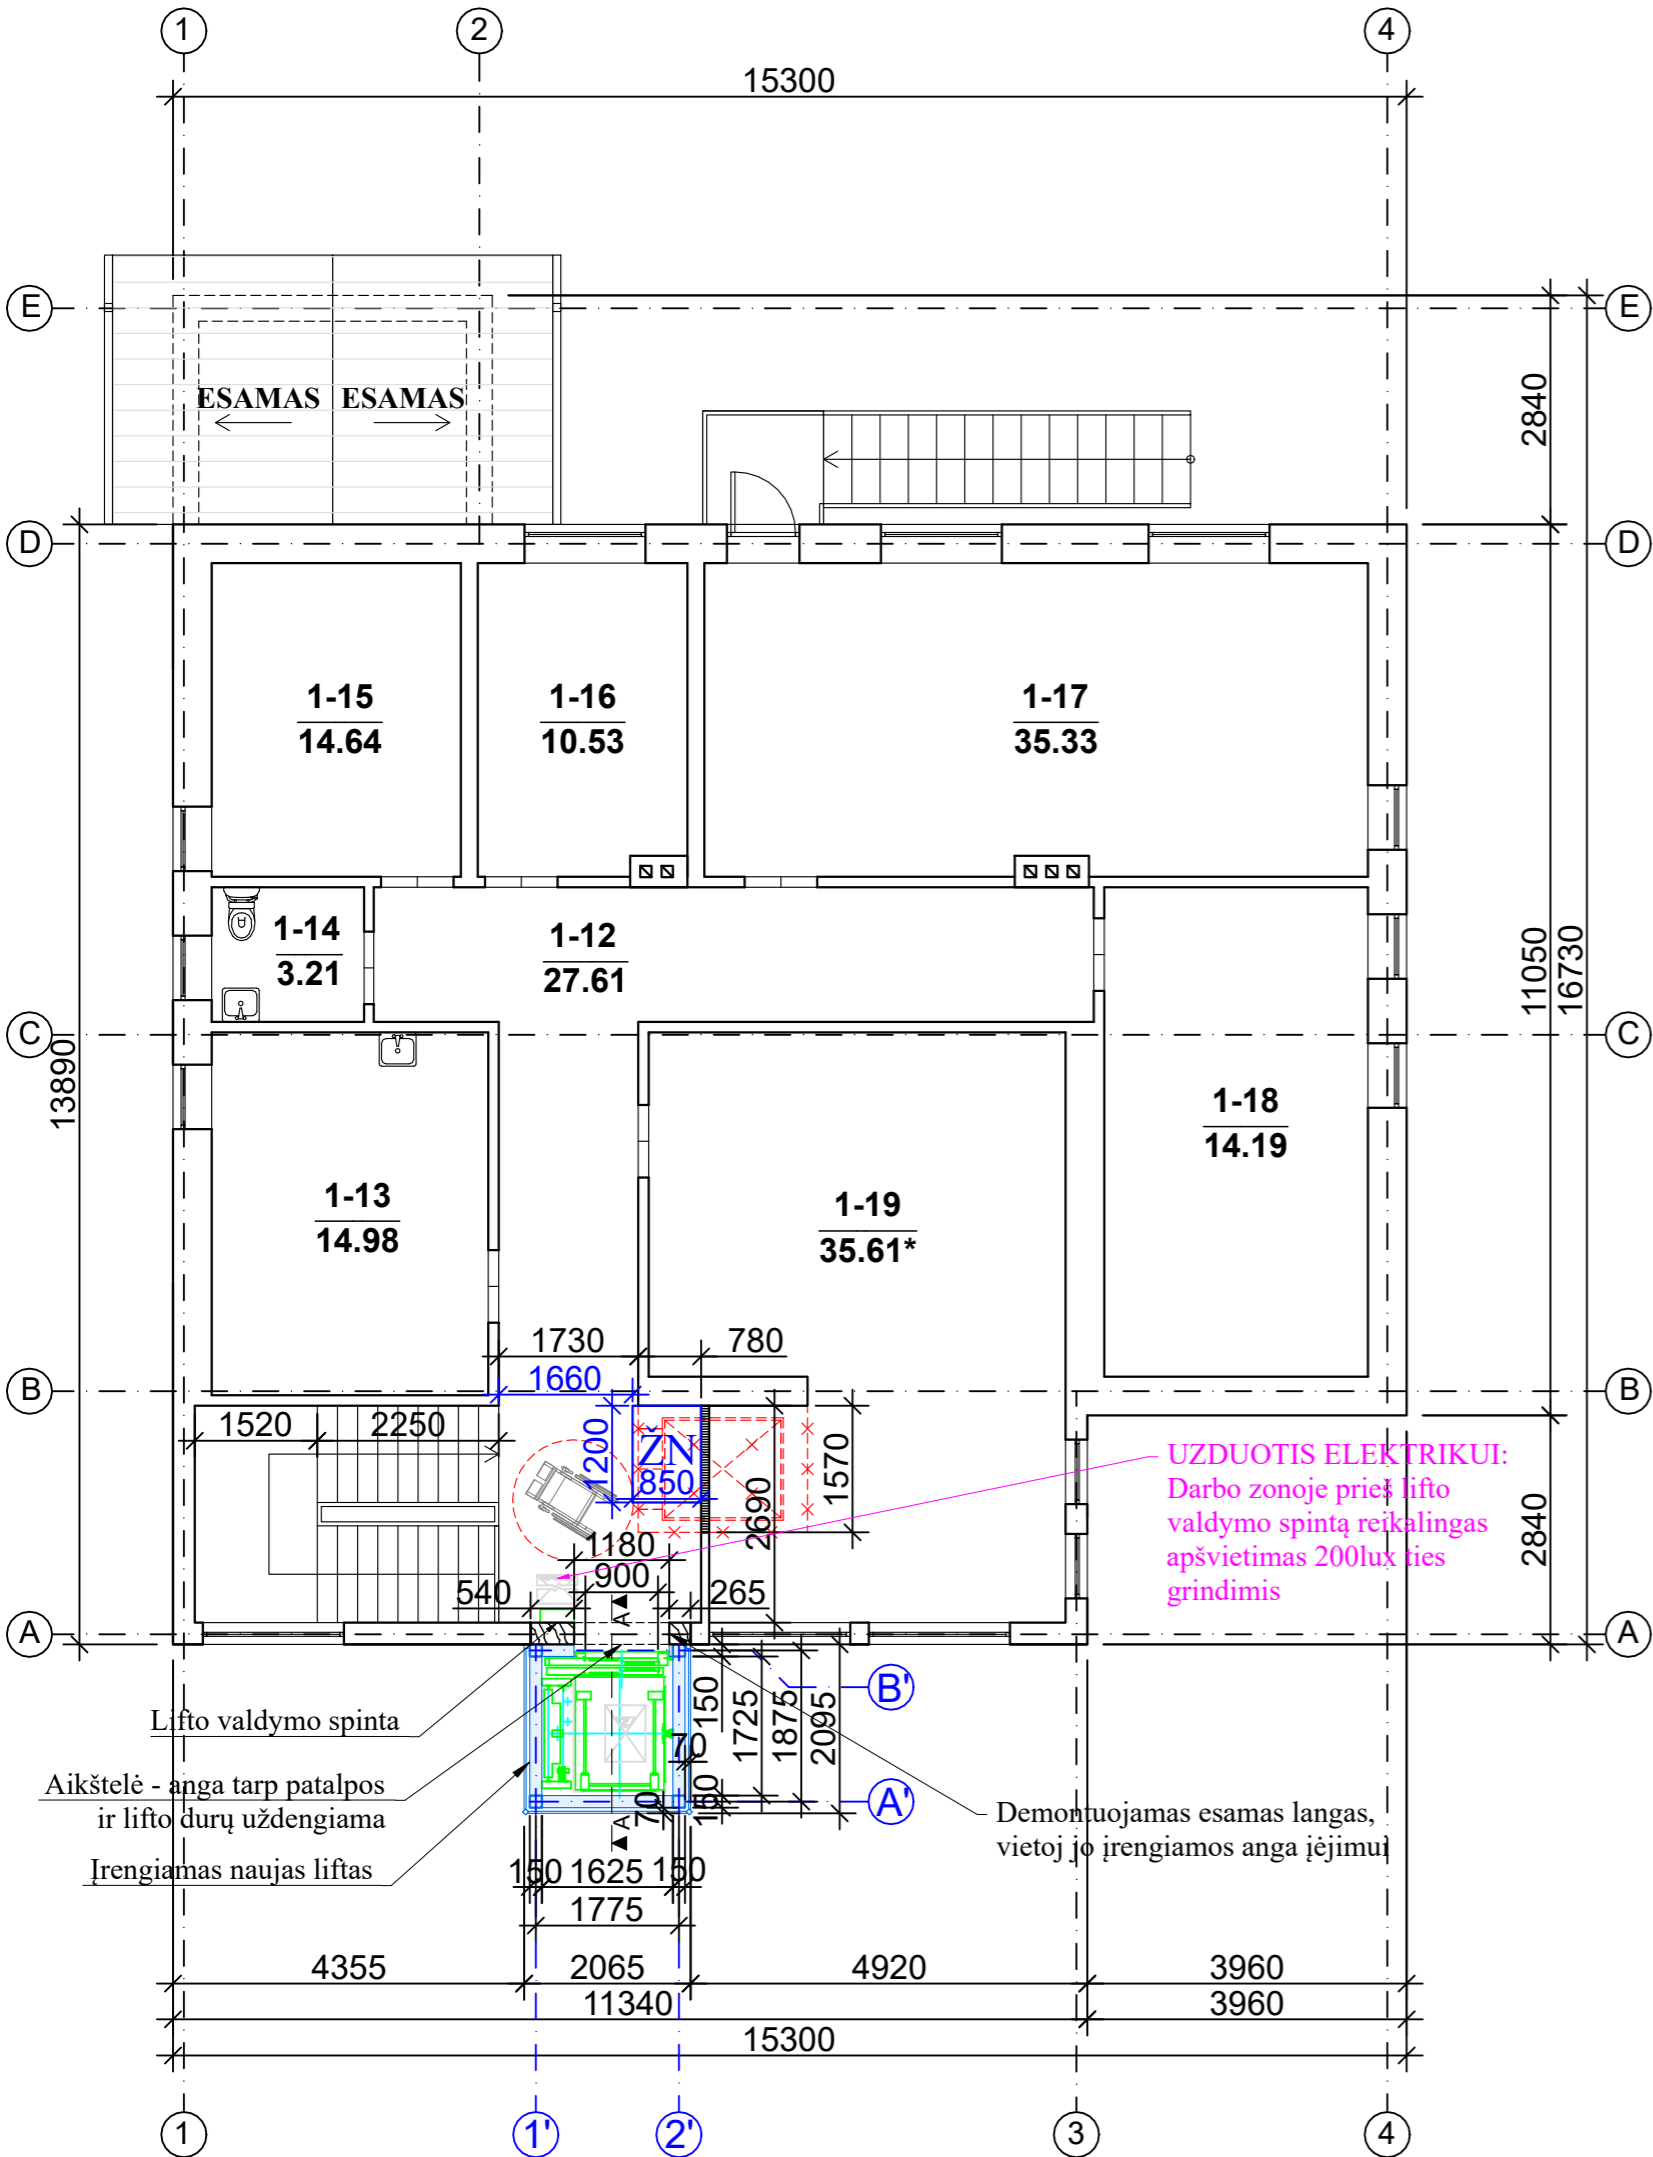 1
2
4
15300
E
E
ESAMAS ESAMAS
2840
D
D
1-15
14.64
1-16
10.53
1-17
35.33
1-14
3.21
1-12
27.61
11050
16730
C
C
13890
1-18
14.19
1-13
14.98
1-19
35.61*
1730
780
1660
B
B
1520
2250
1200
ŽN
850
2690
1570
UZDUOTIS ELEKTRIKUI:
Darbo zonoje prieš lifto
valdymo spintą reikalingas
apšvietimas 200lux ties
grindimis
2840
1180
900
540
265
A
A
A
B'
150
1725
1875
2095
Lifto valdymo spinta
70
Aikštelė - anga tarp patalpos
ir lifto durų uždengiama
A'
70
150
A
Demontuojamas esamas langas,
vietoj jo įrengiamos anga įėjimui
Įrengiamas naujas liftas
150
1625
150
1775
4355
2065
4920
3960
11340
3960
15300
1
1'
2'
3
4